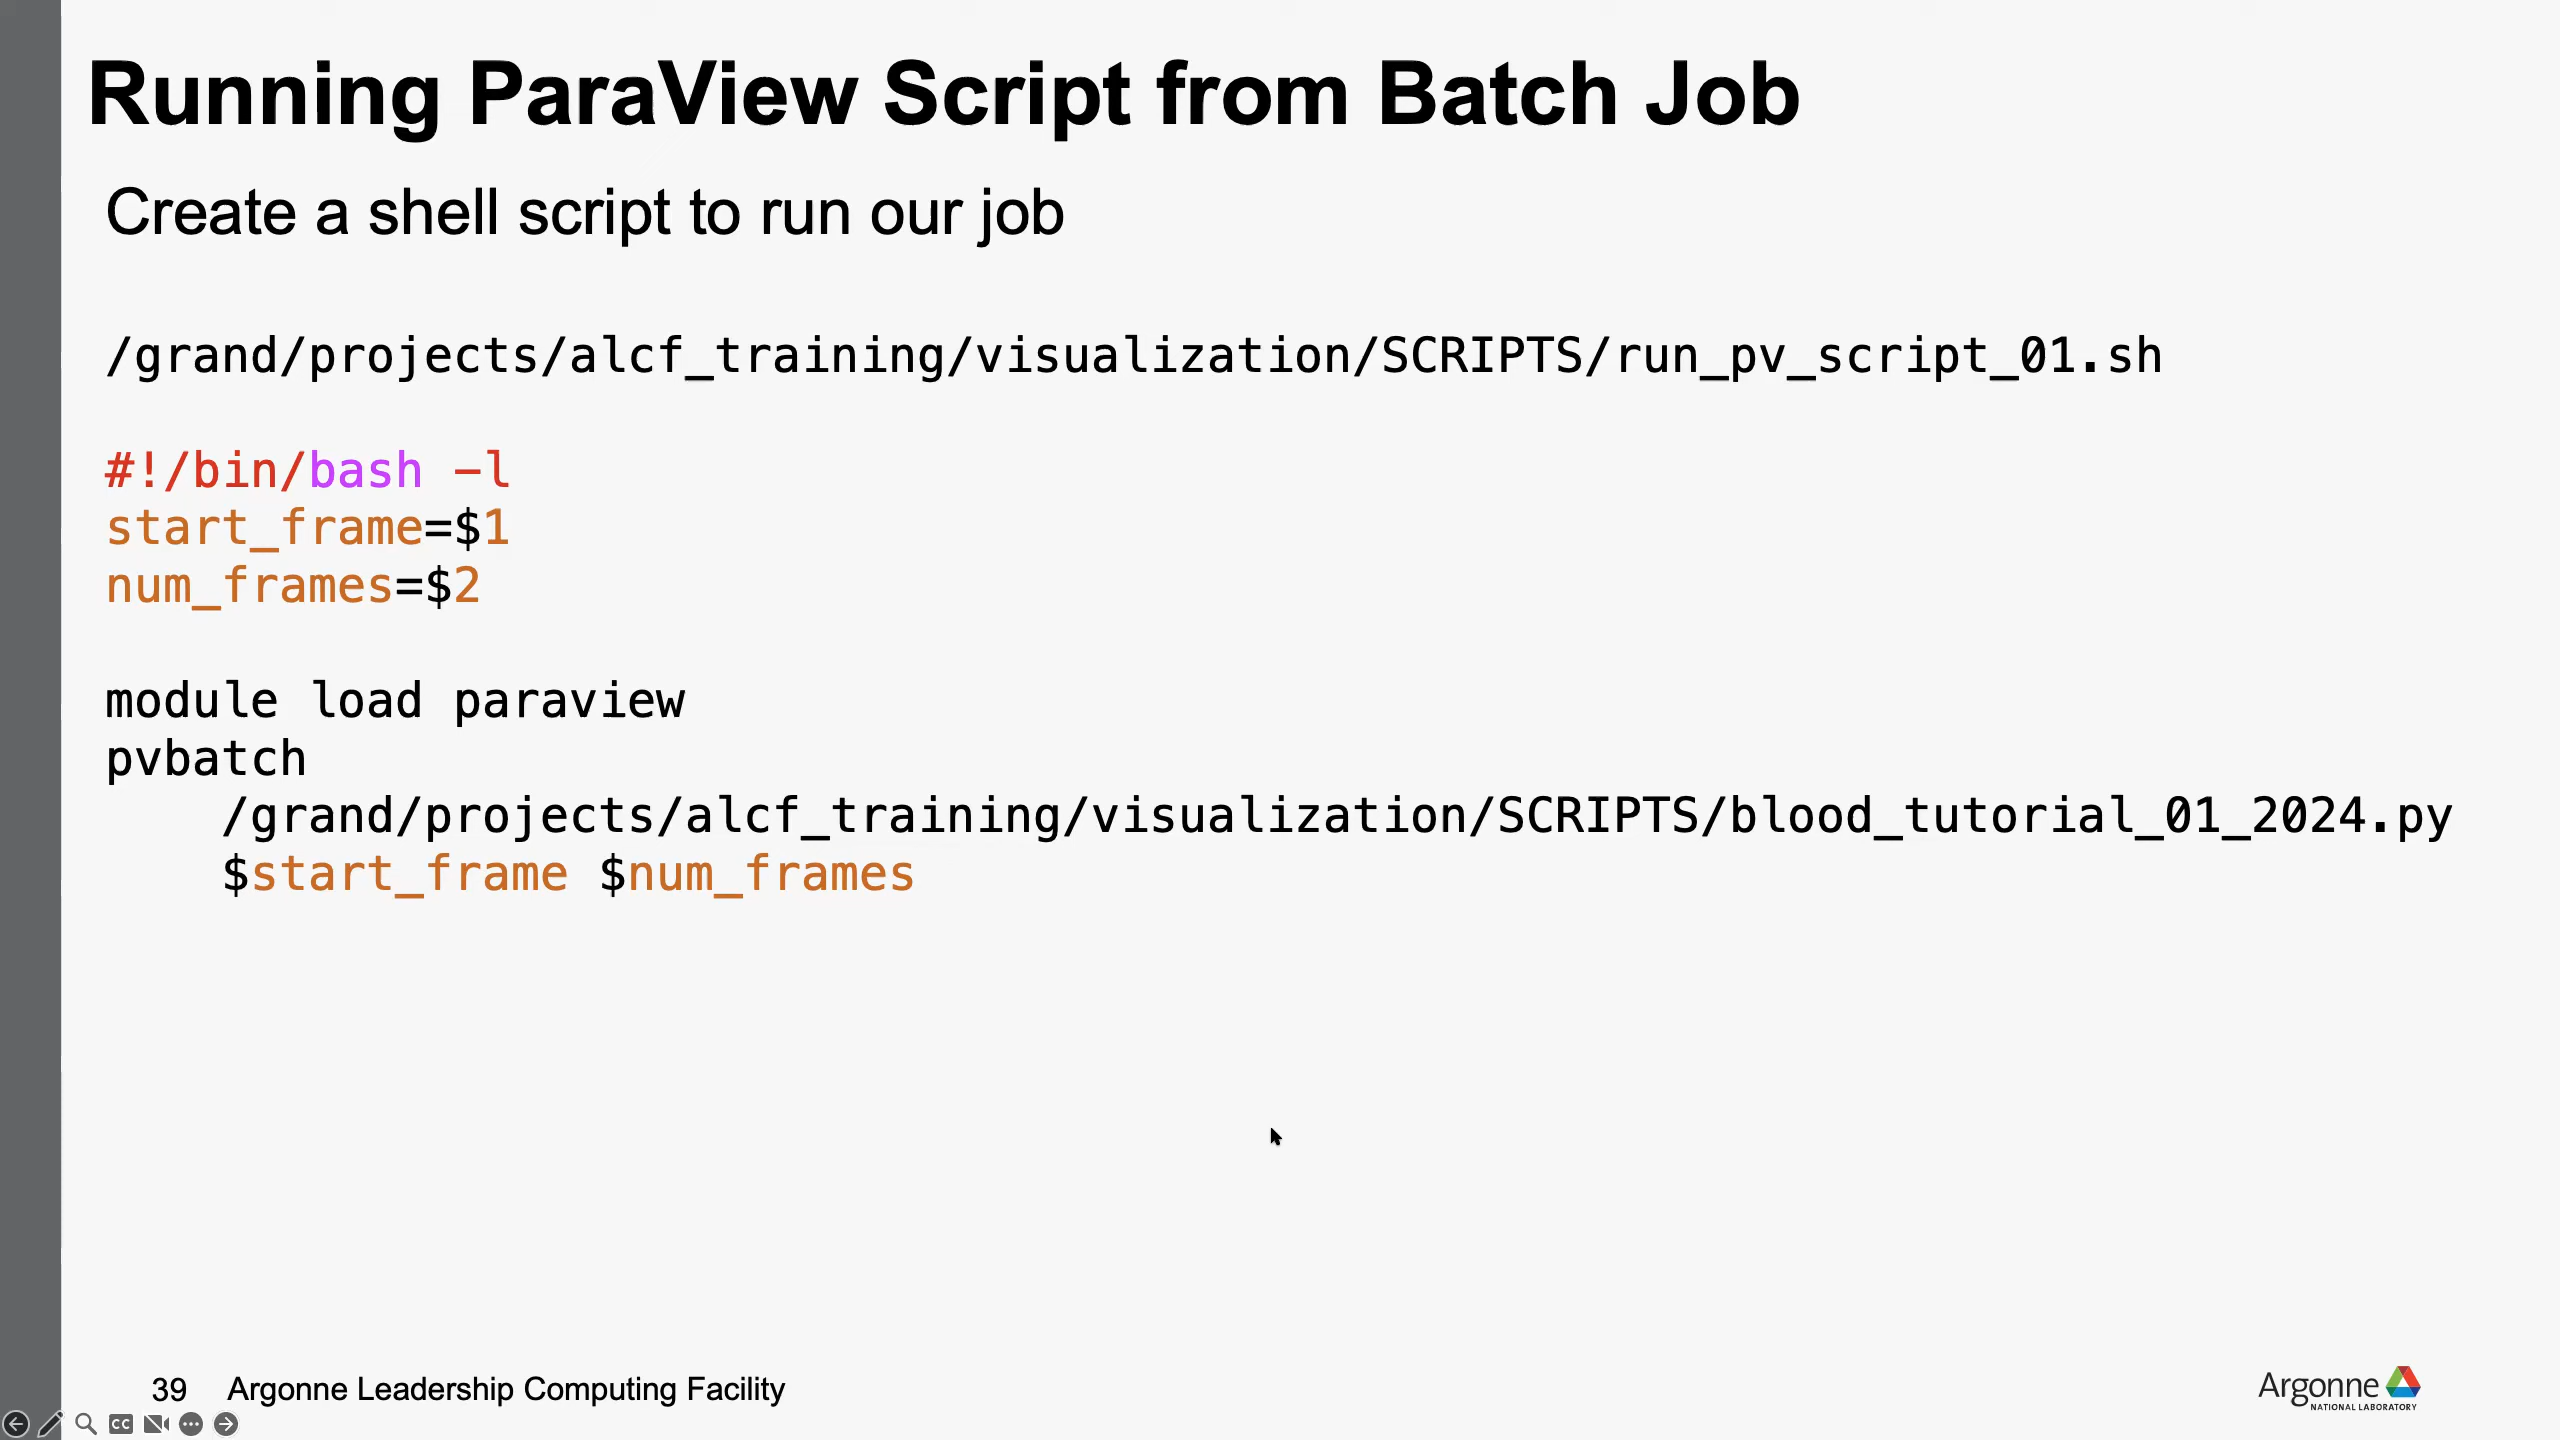 Running ParaView Script from Batch Job
Create a shell script to run our job
/grand/projects/alcf_training/visualization/SCRIPTS/run_pv_script_01.sh
#!/bin/bash -l
start_frame=$1
num_frames=$2
module load paraview
pvbatch
/grand/projects/alcf_training/visualization/SCRIPTS/blood_tutorial_01_2024.py
$start_frame $num_frames
39 Argonne Leadership Computing Facility
Argonne
NATIONAL LABORATORY
CC